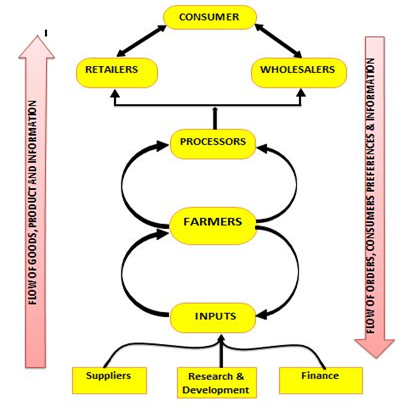 CONSUMER
RETAILERS
WHOLESALERS
PROCESSORS
FARMERS
INPUTS
Suppliers
Research &
Development
Finance
FLOW OF GOODS, PRODUCT AND INFORMATION
FLOW OF ORDERS, CONSUMERS PREFERENCES & INFORMATION